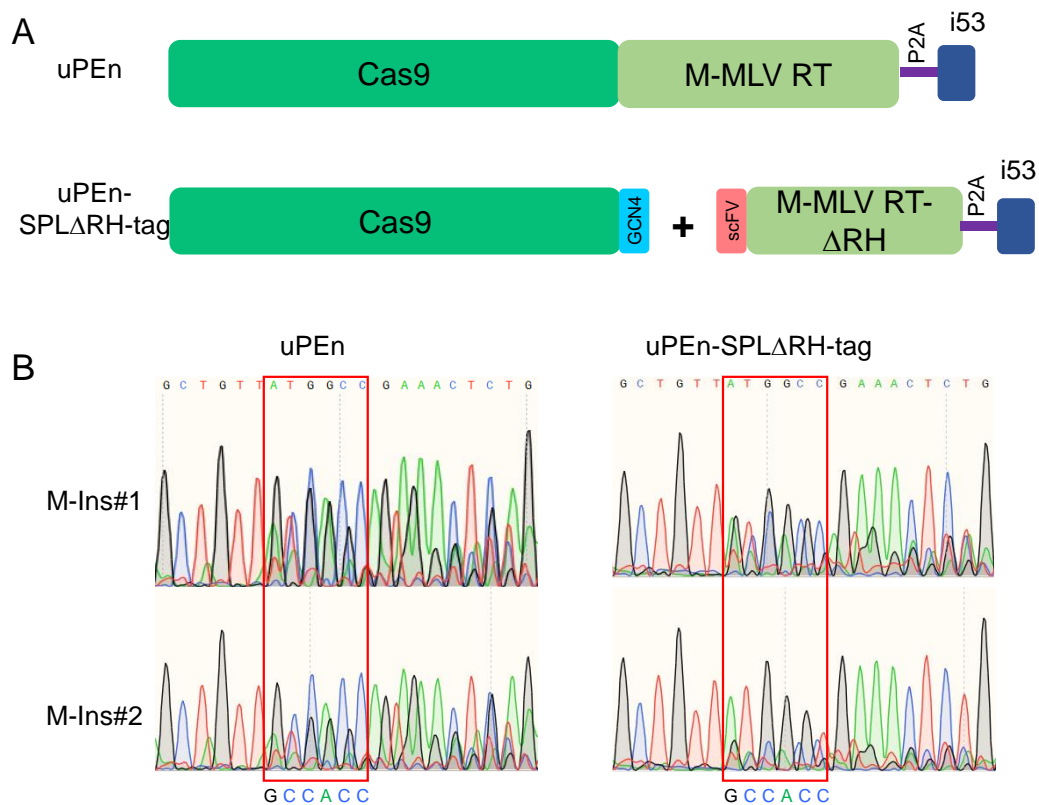 A
uPEn
Cas9
M-MLV RT
P2A
i53
uPEn-
SPLΔRH-tag
Cas9
GCN4
+
scFV
M-MLV RT-
ΔRH
P2A
i53
B
uPEn
uPEn-SPLΔRH-tag
G C T G T T A T G G C C G A A A C T C T G
G C T G T T A T G G C C G A A A C T C T G
M-Ins#1
M-Ins#2
G C C A C C
G C C A C C